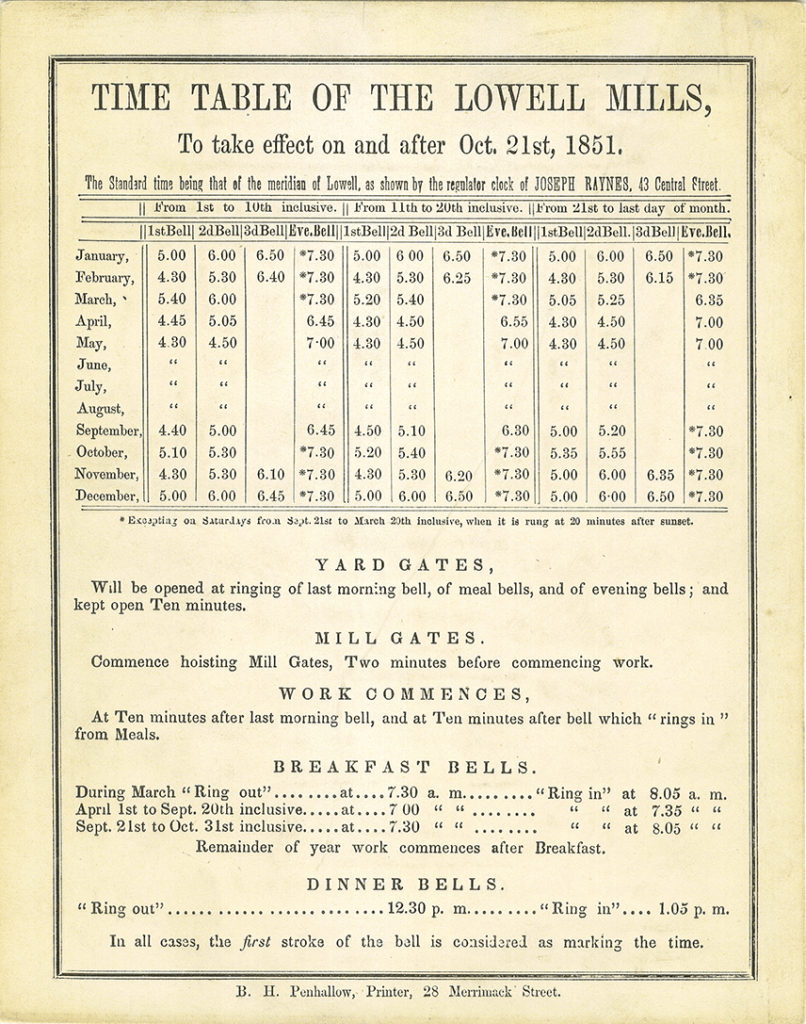 TIME TABLE OF THE LOWELL MILLS,
To take effect on and after Oct. 21st, 1851.
The Standard time being that of the meridian of Lowell, as shown by the regulator clock of JOSEPH RAYNES, 43 Central Street.
From 1st to 10th inclusive. From 11th to 20th inclusive. From 21st to last day of month.
1stBell 2dBell 3dBell Eve.Bell 1stBell 2d Bell 3d Bell Eve.Bell 1stBell 2dBell. 3dBell Eve.Bell.
January, 5.00 6.00 6.50 *7.30 5.00 6 00 6.50 *7.30 5.00 6.00 6.50 *7.30
February, 4.30 5.30 6.40 *7.30 4.30 5.30 6.25 *7.30 4.30 5.30 6.15 *7.30
March, 5.40 6.00 *7.30 5.20 5.40 *7.30 5.05 5.25 6.35
April, 4.45 5.05 6.45 4.30 4.50 6.55 4.30 4.50 7.00
May, 4.30 4.50 7·00 4.30 4.50 7.00 4.30 4.50 7 00
June, “ “ “ “ “ “ “ “ “
July, “ “ “ “ “ “ “ “ “
August, “ “ “ “ “ “ “ “ “
September, 4.40 5.00 6.45 4.50 5.10 6.30 5.00 5.20 *7.30
October, 5.10 5.30 *7.30 5.20 5.40 *7.30 5.35 5.55 *7.30
November, 4.30 5.30 6.10 *7.30 4.30 5.30 6.20 *7.30 5.00 6.00 6.35 *7.30
December, 5.00 6.00 6.45 *7.30 5.00 6.00 6.50 *7.30 5.00 6·00 6.50 *7.30
* Excepting on Saturdays from Sept. 21st to March 20th inclusive, when it is rung at 20 minutes after sunset.
YARD GATES,
Will be opened at ringing of last morning bell, of meal bells, and of evening bells; and
kept open Ten minutes.
MILL GATES.
Commence hoisting Mill Gates, Two minutes before commencing work.
WORK COMMENCES,
At Ten minutes after last morning bell, and at Ten minutes after bell which “ rings in ”
from Meals.
BREAKFAST BELLS.
During March “Ring out”.........at....7.30 a. m.........“Ring in” at 8.05 a. m.
April 1st to Sept. 20th inclusive.....at....7 00 “ “ ........ “ “ at 7.35 “ “
Sept. 21st to Oct. 31st inclusive.....at....7.30 “ “ ........ “ “ at 8.05 “ “
Remainder of year work commences after Breakfast.
DINNER BELLS.
“ Ring out”...... ...... ...... ...... .......12.30 p. m.........“ Ring in”.... 1.05 p. m.
In all cases, the first stroke of the bell is considered as marking the time.
B. H. Penhallow, Printer, 28 Merrimack Street.